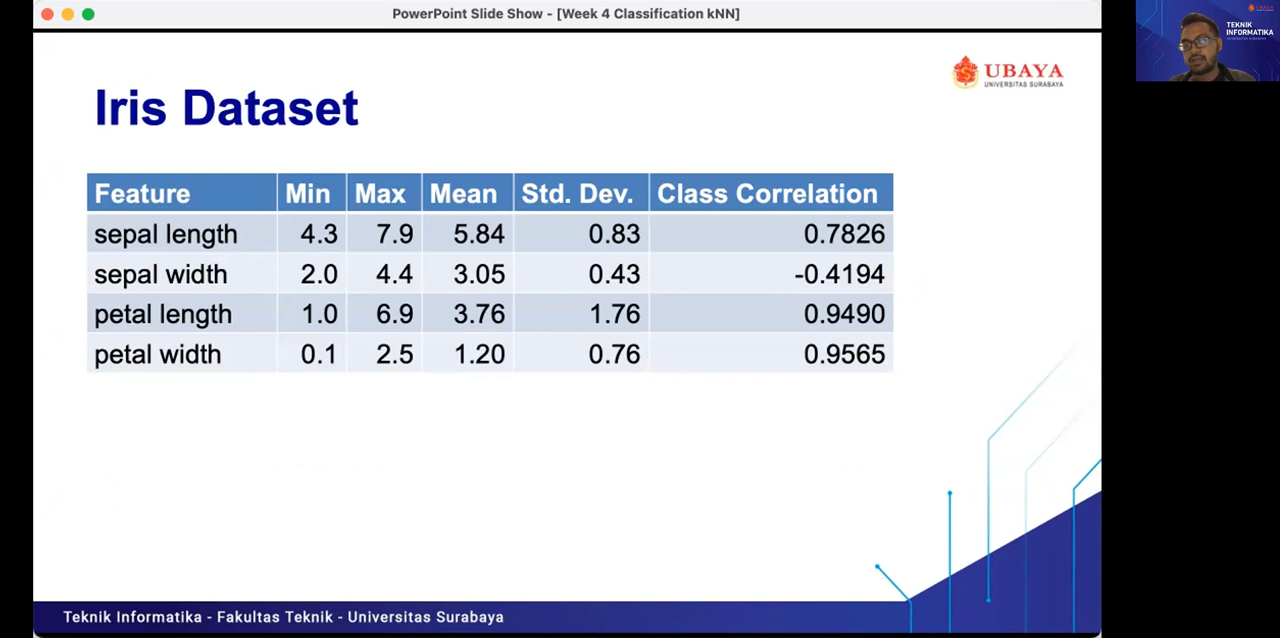 PowerPoint Slide Show - [Week 4 Classification kNN]
UBAYA
UNIVERSITAS SURABAYA
Iris Dataset
Feature Min Max Mean Std. Dev. Class Correlation
sepal length 4.3 7.9 5.84 0.83 0.7826
sepal width 2.0 4.4 3.05 0.43 -0.4194
petal length 1.0 6.9 3.76 1.76 0.9490
petal width 0.1 2.5 1.20 0.76 0.9565
Teknik Informatika - Fakultas Teknik - Universitas Surabaya
UBAYA
TEKNIK
INFORMATIKA